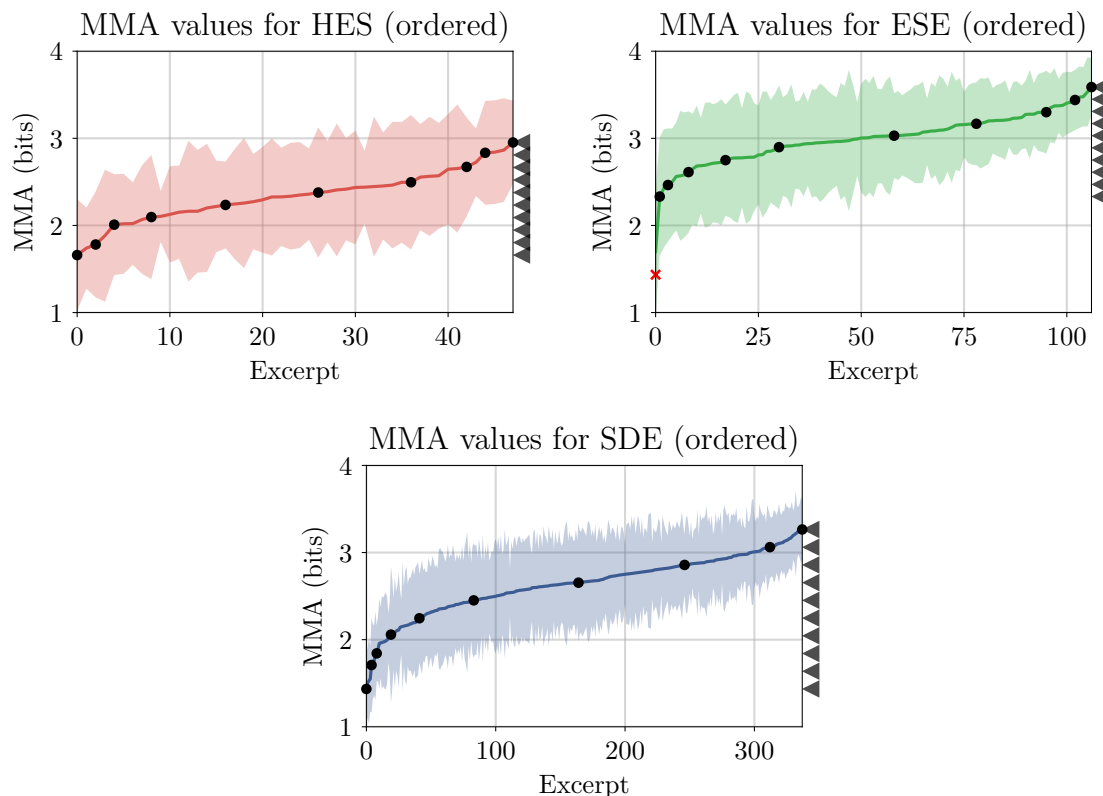 MMA values for HES (ordered)
4
3
2
1
MMA (bits)
0
10
20
30
40
Excerpt
MMA values for ESE (ordered)
4
3
2
1
MMA (bits)
0
25
50
75
100
Excerpt
MMA values for SDE (ordered)
4
3
2
1
MMA (bits)
0
100
200
300
Excerpt